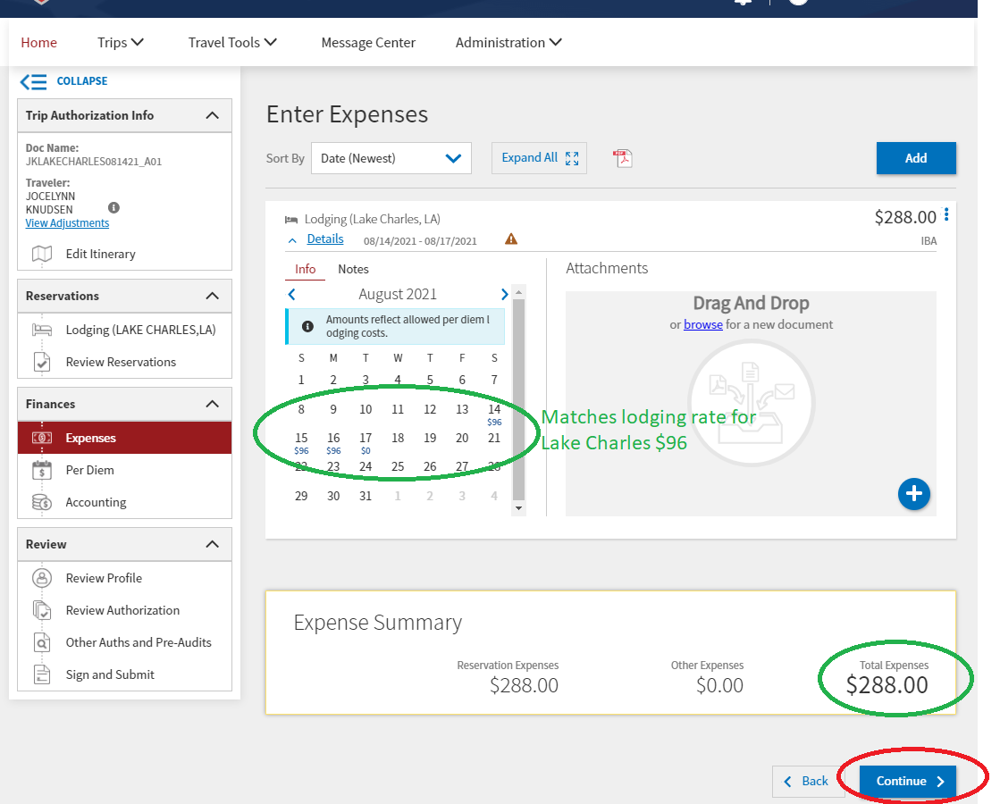 Home Trips Travel Tools Message Center Administration
COLLAPSE
Trip Authorization Info
Doc Name:
JKLAKECHARLES081421_A01
Traveler:
JOCELYNN
KNUDSEN
View Adjustments
Edit Itinerary
Reservations
Lodging (LAKE CHARLES,LA)
Review Reservations
Finances
Expenses
Per Diem
Accounting
Review
Review Profile
Review Authorization
Other Auths and Pre-Audits
Sign and Submit
Enter Expenses
Sort By Date (Newest) Expand All Add
Lodging (Lake Charles, LA) $288.00
Details 08/14/2021 - 08/17/2021 IBA
Info Notes
August 2021
Amounts reflect allowed per diem l
odging costs.
S M T W T F S
1 2 3 4 5 6 7
8 9 10 11 12 13 14
$96
15 16 17 18 19 20 21
$96 $96 $0
22 23 24 25 26 27 28
29 30 31 1 2 3 4
Attachments
Drag And Drop
or browse for a new document
Matches lodging rate for
Lake Charles $96
Expense Summary
Reservation Expenses Other Expenses Total Expenses
$288.00 $0.00 $288.00
Back Continue